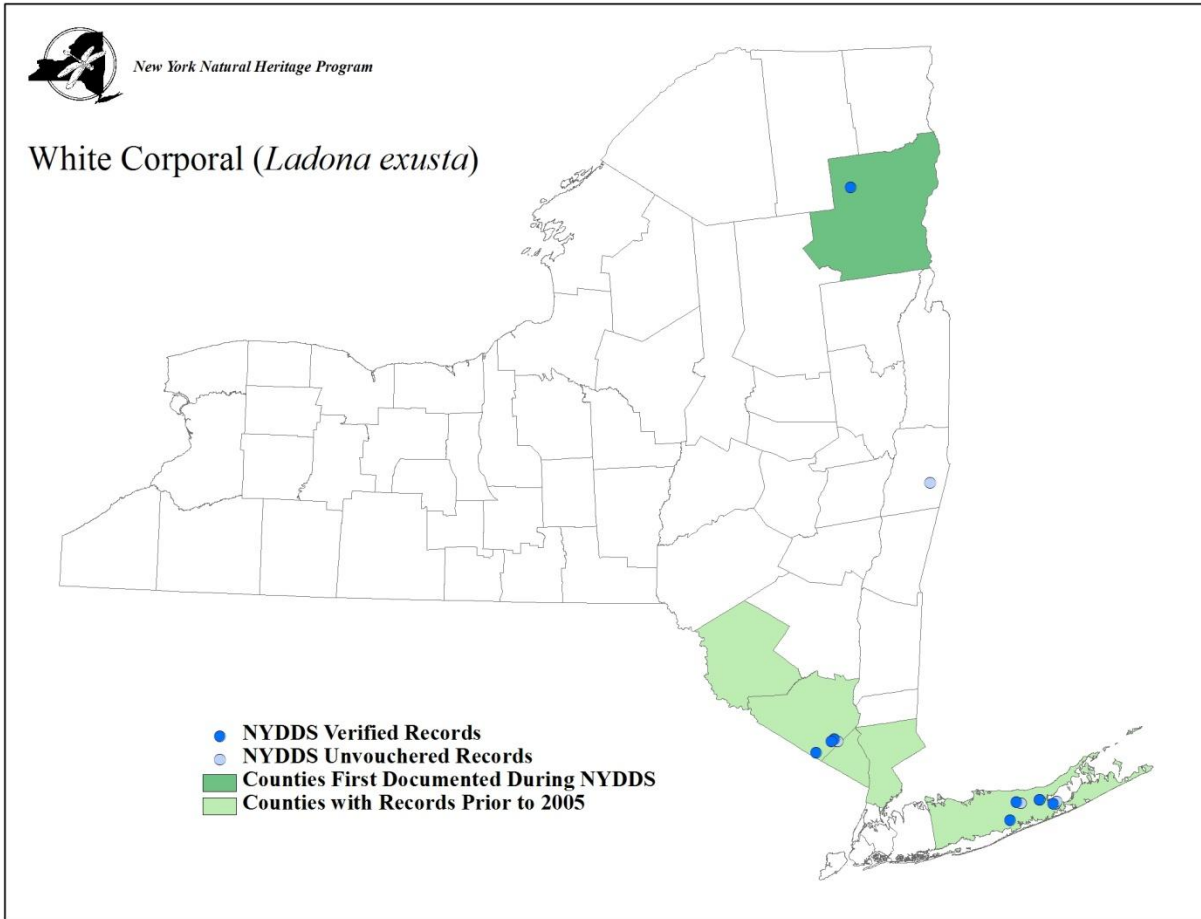 New York Natural Heritage Program
White Corporal (Ladona exusta)
NYDDS Verified Records
NYDDS Unvouchered Records
Counties First Documented During NYDDS
Counties with Records Prior to 2005